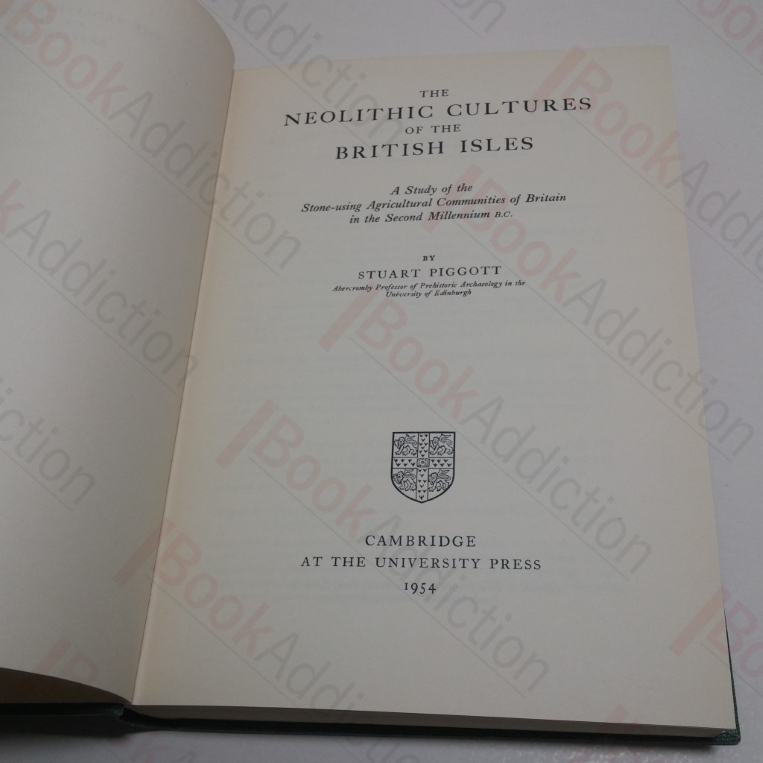 THE
NEOLITHIC CULTURES
OF THE
BRITISH ISLES
A Study of the
Stone-using Agricultural Communities of Britain
in the Second Millennium B.C.
BY
STUART PIGGOTT
Abercromby Professor of Prehistoric Archaeology in the
University of Edinburgh
CAMBRIDGE
AT THE UNIVERSITY PRESS
1954
BookAddiction